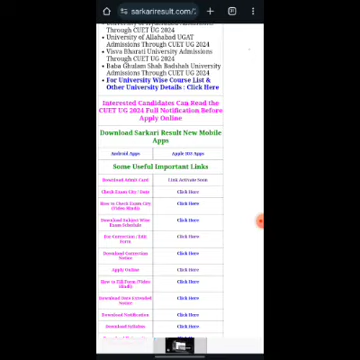 sarkariresult.com/2
University of Hyderabad Admissions
Through CUET UG 2024
University of Allahabad UGAT
Admissions Through CUET UG 2024
Visva Bharati University Admissions
Through CUET UG 2024
Baba Ghulam Shah Badshah University
Admissions Through CUET UG 2024
For University Wise Course List &
Other University Details : Click Here
Interested Candidates Can Read the
CUET UG 2024 Full Notification Before
Apply Online
Download Sarkari Result New Mobile
Apps
Android Apps Apple IOS Apps
Some Useful Important Links
Download Admit Card Link Activate Soon
Check Exam City / Date Click Here
How to Check Exam City
(Video Hindi) Click Here
Download Subject Wise
Exam Schedule Click Here
For Correction / Edit
Form Click Here
Download Correction
Notice Click Here
Apply Online Click Here
How to Fill Form (Video
Hindi) Click Here
Download Date Extended
Notice Click Here
Download Notification Click Here
Download Syllabus Click Here